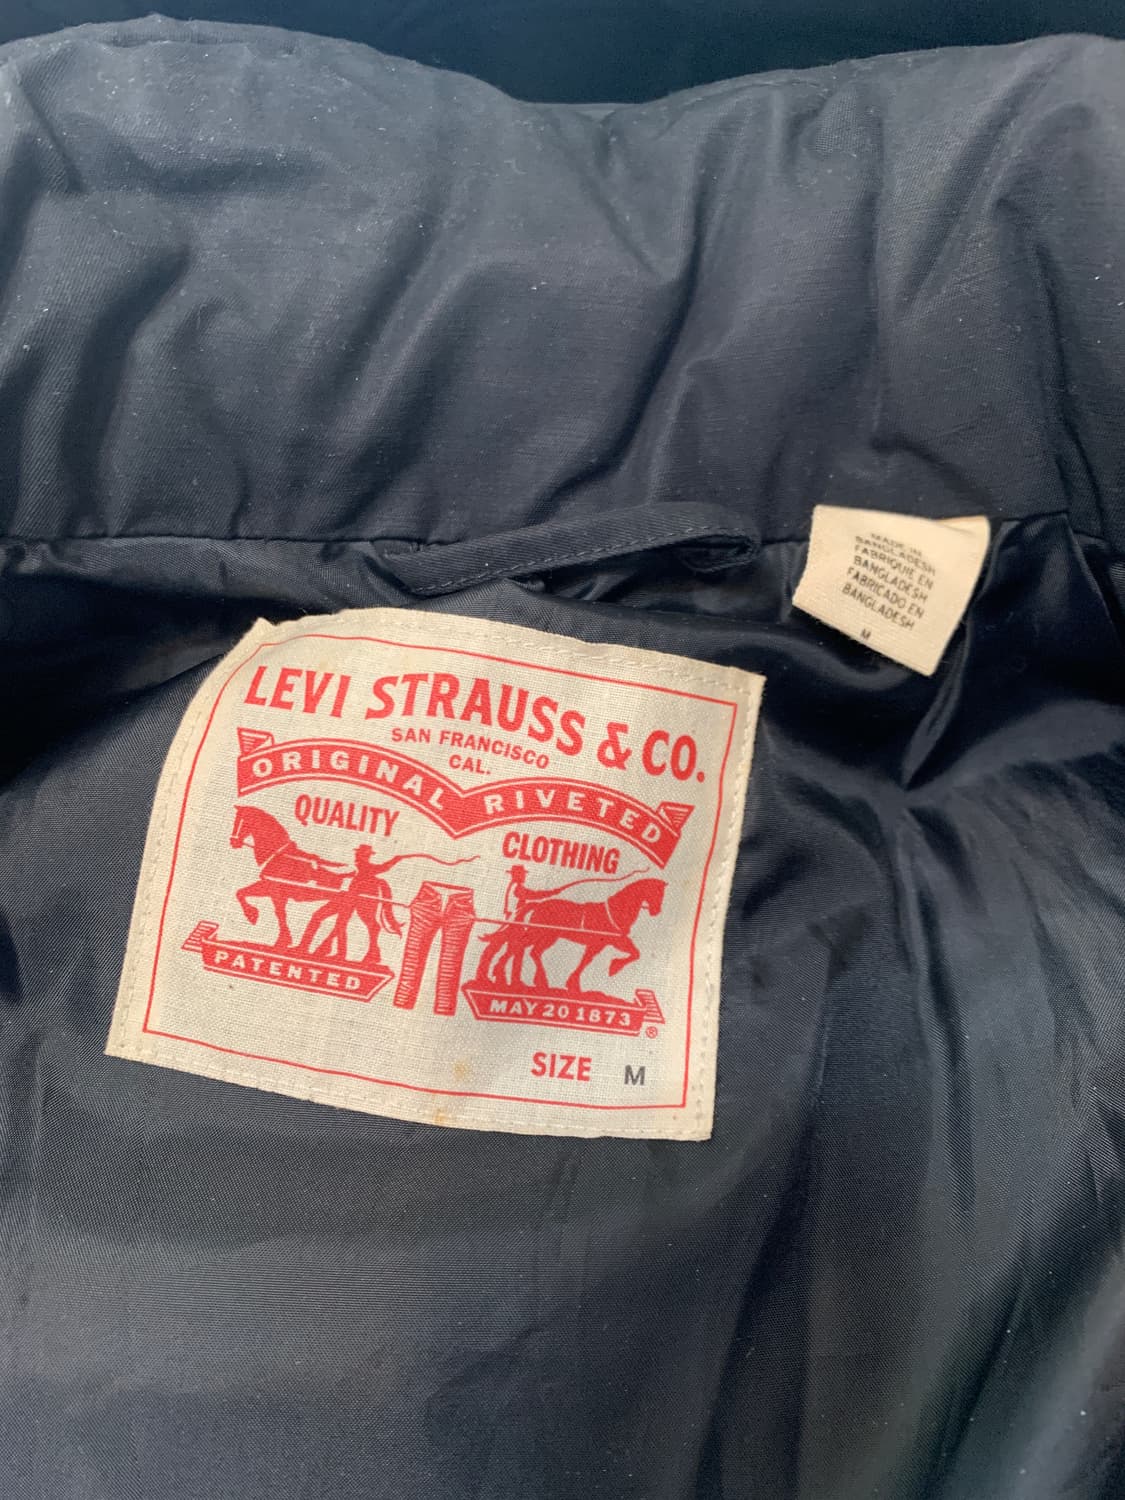 LEVI STRAUSS & CO.
SAN FRANCISCO
CAL.
ORIGINAL RIVETED
QUALITY CLOTHING
PATENTED
MAY 20 1873
®
SIZE M
MADE IN
BANGLADESH
FABRIQUE EN
BANGLADESH
FABRICADO EN
BANGLADESH
M